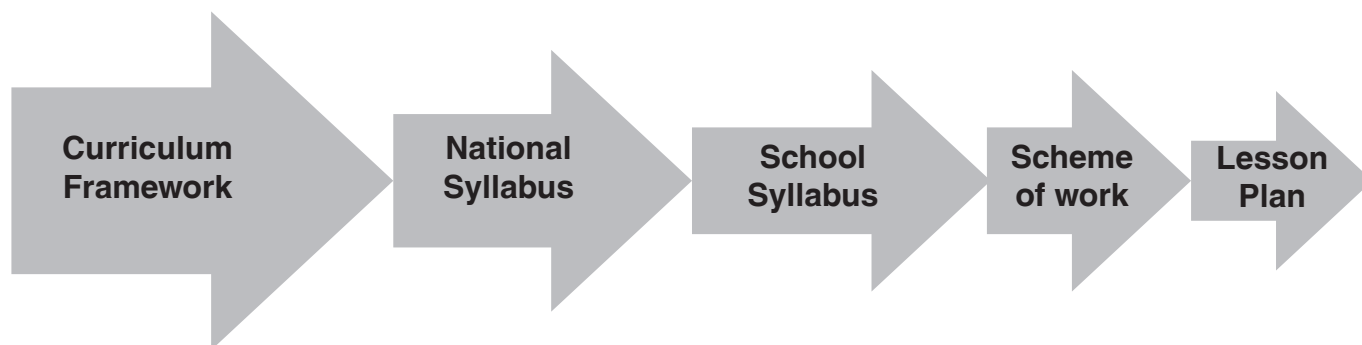 Curriculum
Framework
National
Syllabus
School
Syllabus
Scheme
of work
Lesson
Plan